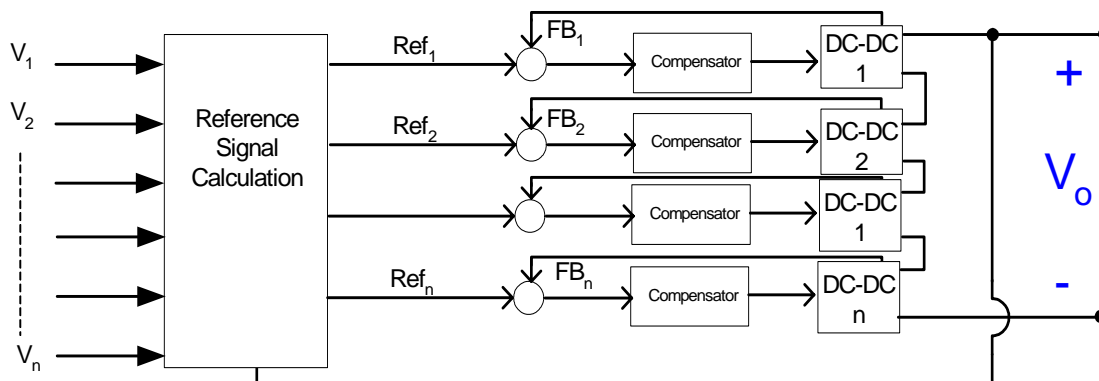 V1
V2
Vn
Reference
Signal
Calculation
Ref1
FB1
Compensator
DC-DC
1
Ref2
FB2
Compensator
DC-DC
2
Compensator
DC-DC
1
Refn
FBn
Compensator
DC-DC
n
+
Vo
-